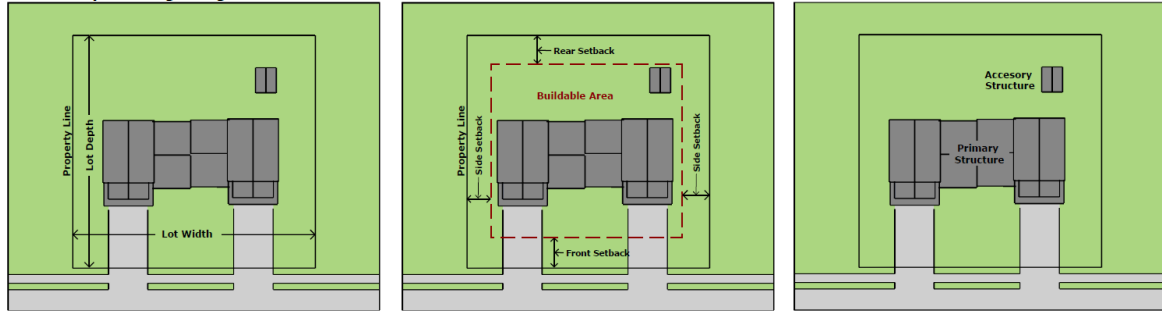 Property Line
Lot Depth
Lot Width
Rear Setback
Buildable Area
Property Line
Side Setback
Side Setback
Front Setback
Accesory
Structure
Primary
Structure